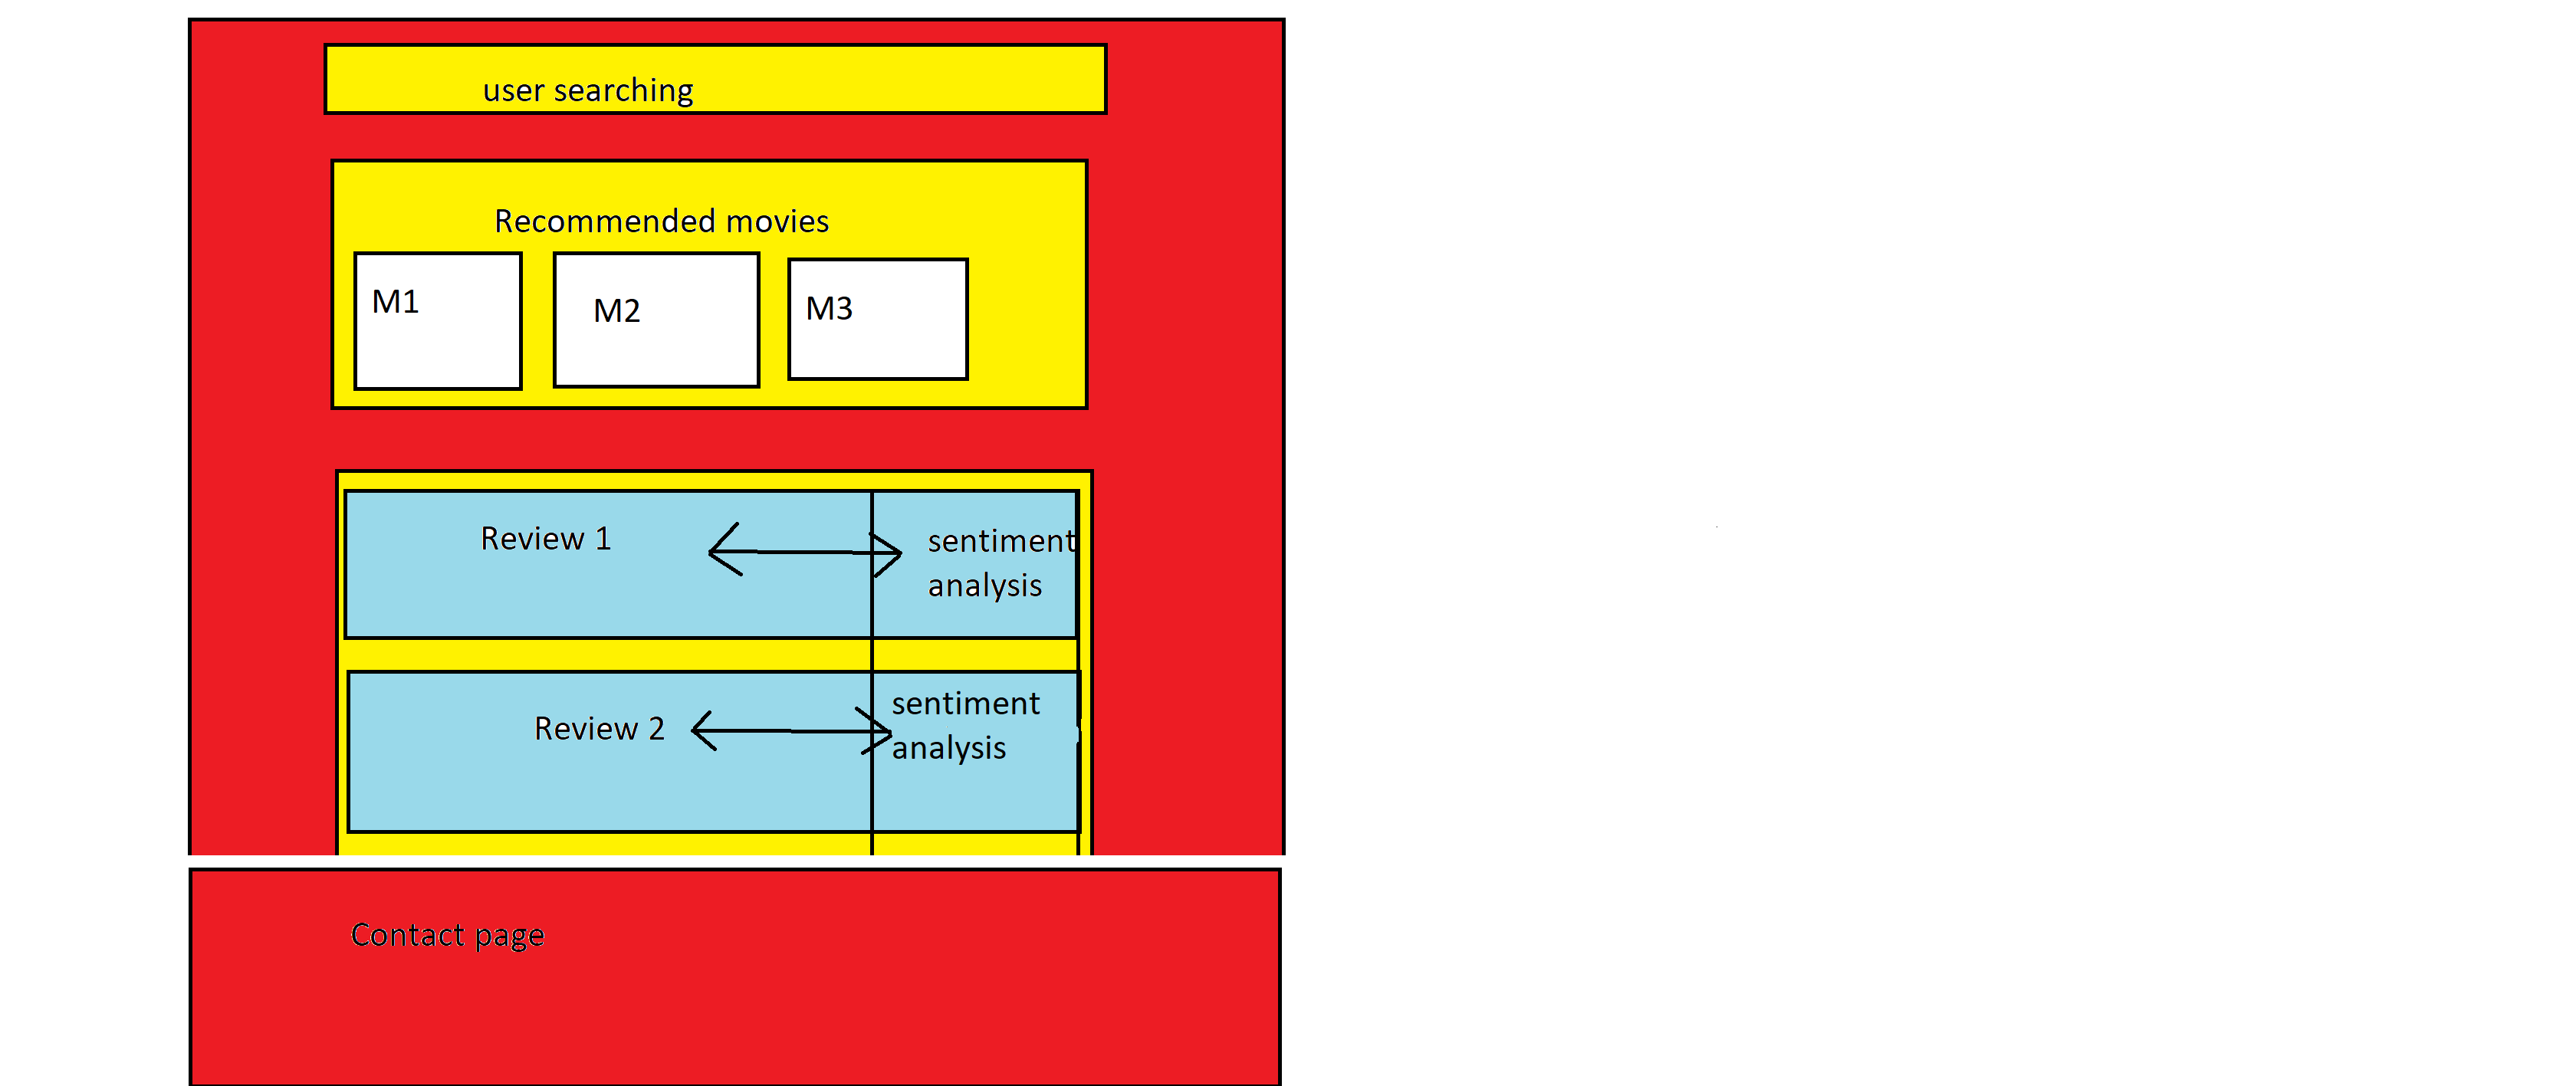 user searching
Recommended movies
M1
M2
M3
Review 1
sentiment
analysis
Review 2
sentiment
analysis
Contact page